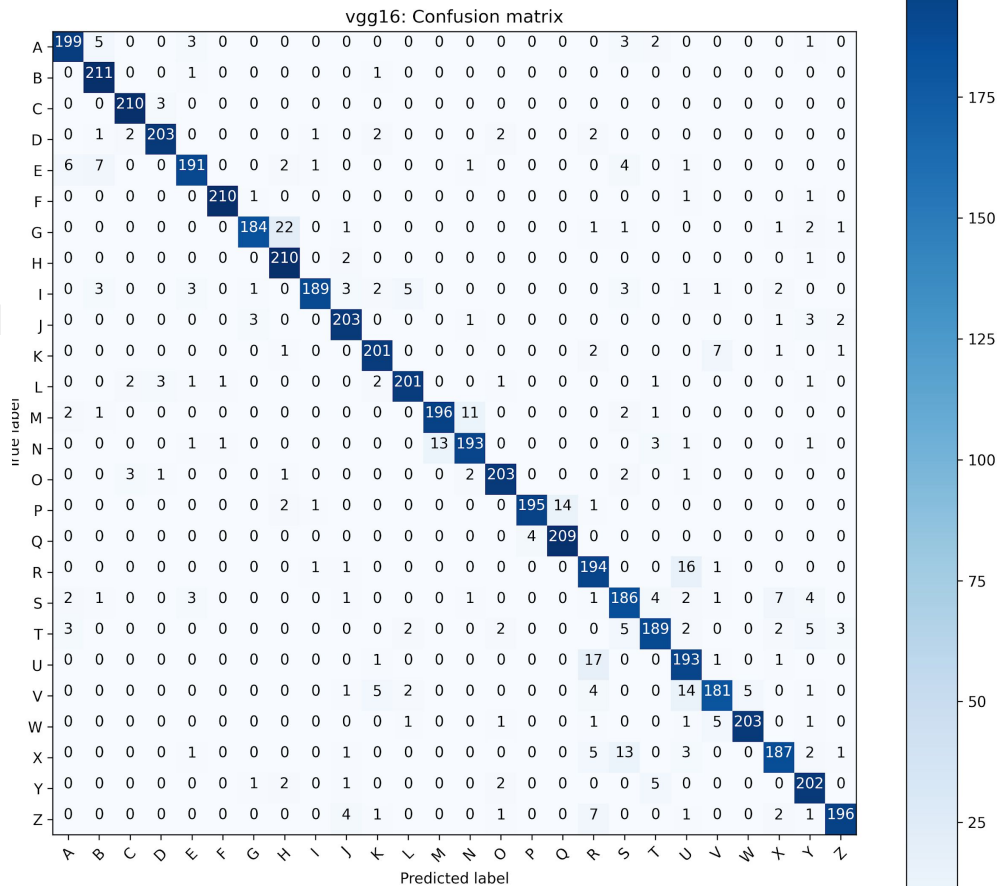 vgg16: Confusion matrix
A 199 5 0 0 3 0 0 0 0 0 0 0 0 0 0 0 0 0 3 2 0 0 0 0 1 0
B 0 211 0 0 1 0 0 0 0 0 1 0 0 0 0 0 0 0 0 0 0 0 0 0 0 0
C 0 0 210 3 0 0 0 0 0 0 0 0 0 0 0 0 0 0 0 0 0 0 0 0 0 0
D 0 1 2 203 0 0 0 0 1 0 2 0 0 0 2 0 0 2 0 0 0 0 0 0 0 0
E 6 7 0 0 191 0 0 2 1 0 0 0 0 1 0 0 0 0 4 0 1 0 0 0 0 0
F 0 0 0 0 0 210 1 0 0 0 0 0 0 0 0 0 0 0 0 0 1 0 0 0 1 0
G 0 0 0 0 0 0 184 22 0 1 0 0 0 0 0 0 0 1 1 0 0 0 0 1 2 1
H 0 0 0 0 0 0 0 210 0 2 0 0 0 0 0 0 0 0 0 0 0 0 0 0 1 0
I 0 3 0 0 3 0 1 0 189 3 2 5 0 0 0 0 0 0 3 0 1 1 0 2 0 0
J 0 0 0 0 0 0 3 0 0 203 0 0 0 1 0 0 0 0 0 0 0 0 0 1 3 2
K 0 0 0 0 0 0 0 1 0 0 201 0 0 0 0 0 0 2 0 0 0 7 0 1 0 1
L 0 0 2 3 1 1 0 0 0 0 2 201 0 0 1 0 0 0 0 1 0 0 0 0 1 0
M 2 1 0 0 0 0 0 0 0 0 0 0 196 11 0 0 0 0 2 1 0 0 0 0 0 0
N 0 0 0 0 1 1 0 0 0 0 0 0 13 193 0 0 0 0 0 3 1 0 0 0 1 0
O 0 0 3 1 0 0 0 1 0 0 0 0 0 2 203 0 0 0 2 0 1 0 0 0 0 0
P 0 0 0 0 0 0 0 2 1 0 0 0 0 0 0 195 14 1 0 0 0 0 0 0 0 0
Q 0 0 0 0 0 0 0 0 0 0 0 0 0 0 0 4 209 0 0 0 0 0 0 0 0 0
R 0 0 0 0 0 0 0 0 1 1 0 0 0 0 0 0 0 194 0 0 16 1 0 0 0 0
S 2 1 0 0 3 0 0 0 0 1 0 0 0 1 0 0 0 1 186 4 2 1 0 7 4 0
T 3 0 0 0 0 0 0 0 0 0 0 2 0 0 2 0 0 0 5 189 2 0 0 2 5 3
U 0 0 0 0 0 0 0 0 0 0 1 0 0 0 0 0 0 17 0 0 193 1 0 1 0 0
V 0 0 0 0 0 0 0 0 0 1 5 2 0 0 0 0 0 4 0 0 14 181 5 0 1 0
W 0 0 0 0 0 0 0 0 0 0 0 1 0 0 1 0 0 1 0 0 1 5 203 0 1 0
X 0 0 0 0 1 0 0 0 0 1 0 0 0 0 0 0 0 5 13 0 3 0 0 187 2 1
Y 0 0 0 0 0 0 1 2 0 1 0 0 0 0 2 0 0 0 0 5 0 0 0 0 202 0
Z 0 0 0 0 0 0 0 0 0 4 1 0 0 0 1 0 0 7 0 0 1 0 0 2 1 196
A B C D E F G H I J K L M N O P Q R S T U V W X Y Z
Predicted label
True label
175
150
125
100
75
50
25